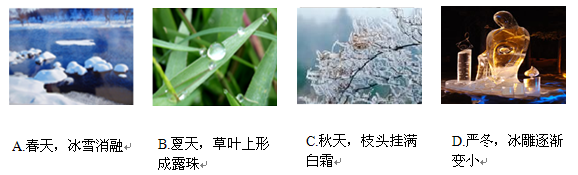 A.春天，冰雪消融↵
B.夏天，草叶上形
成露珠↵
C.秋天，枝头挂满
白霜↵
D.严冬，冰雕逐渐
变小↵